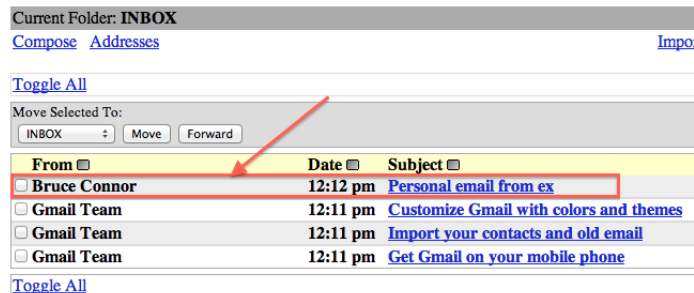 Current Folder: INBOX
Compose Addresses
Toggle All
Move Selected To:
INBOX Move Forward
From Date Subject
Bruce Connor 12:12 pm Personal email from ex
Gmail Team 12:11 pm Customize Gmail with colors and themes
Gmail Team 12:11 pm Import your contacts and old email
Gmail Team 12:11 pm Get Gmail on your mobile phone
Toggle All